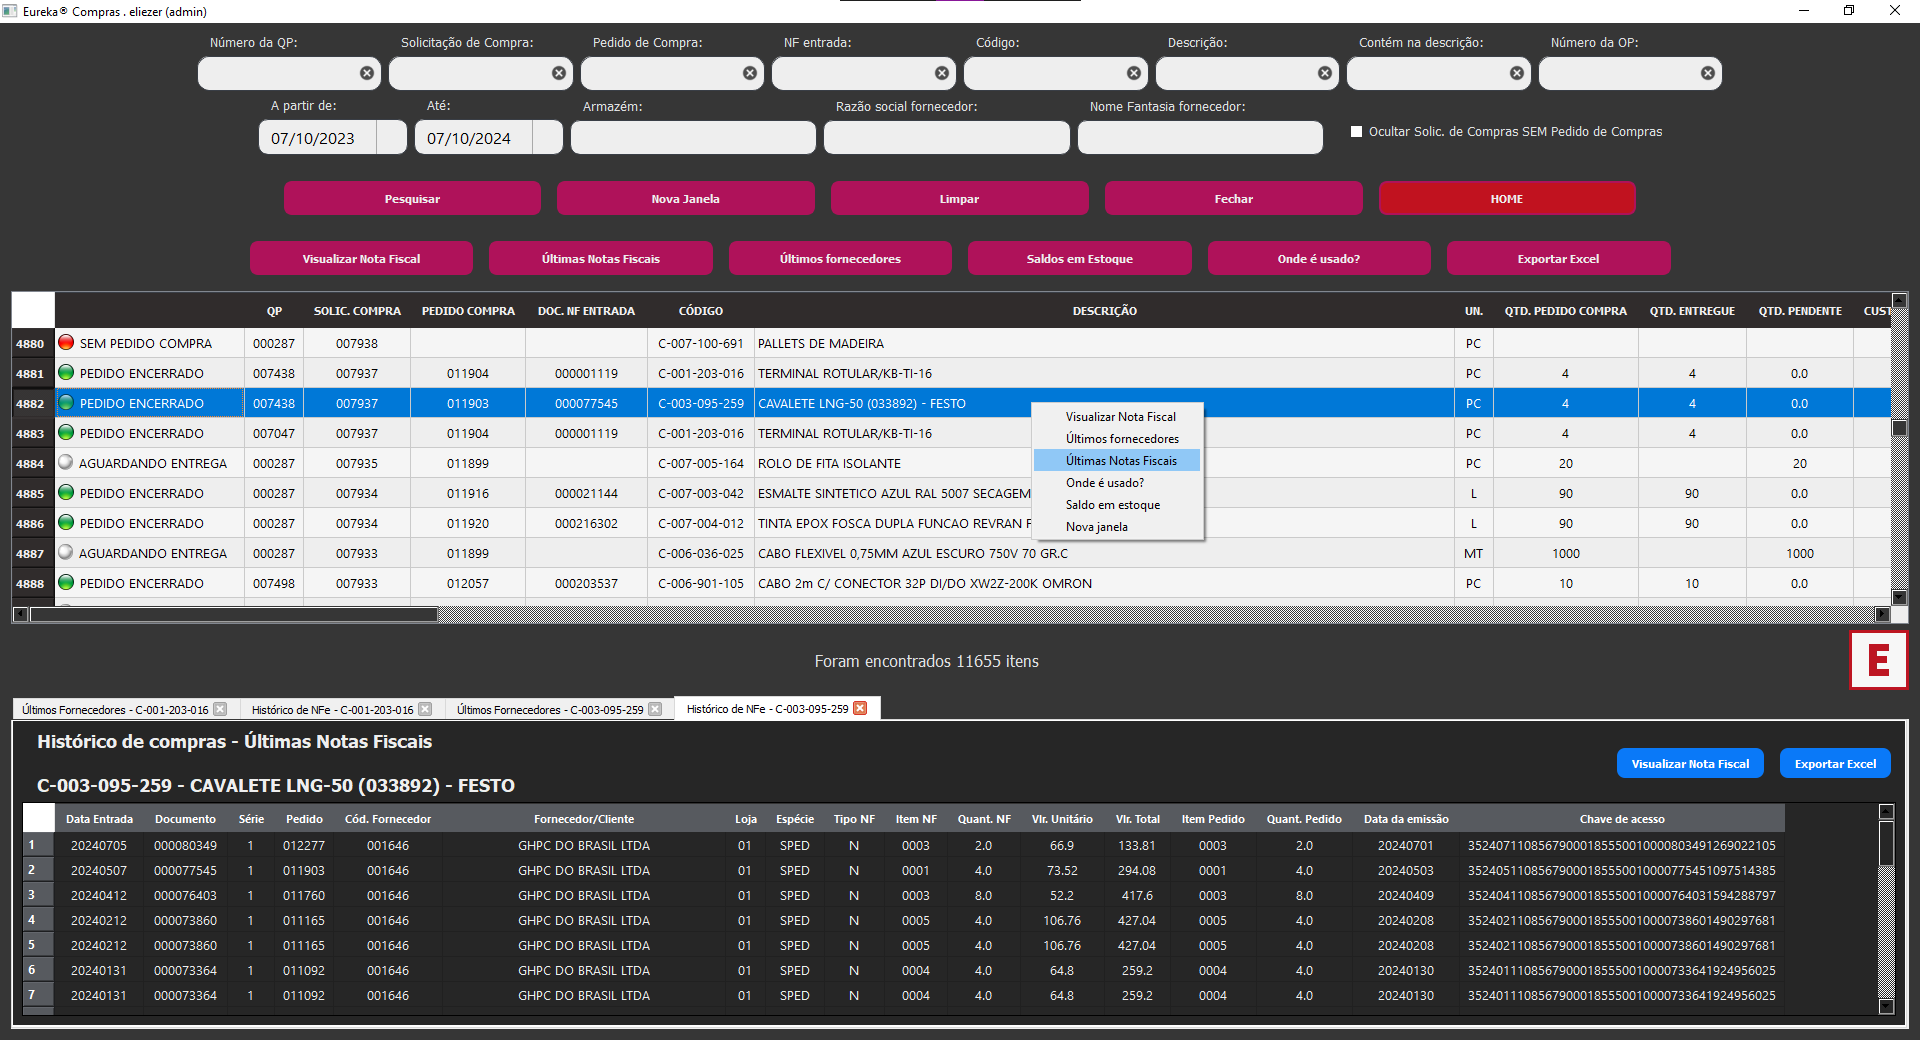 Eureka® Compras . eliezer (admin)
Número da QP: Solicitação de Compra: Pedido de Compra: NF entrada: Código: Descrição: Contém na descrição: Número da OP:
A partir de: Até: Armazém: Razão social fornecedor: Nome Fantasia fornecedor:
07/10/2023 07/10/2024 Ocultar Solic. de Compras SEM Pedido de Compras
Pesquisar Nova Janela Limpar Fechar HOME
Visualizar Nota Fiscal Últimas Notas Fiscais Últimos fornecedores Saldos em Estoque Onde é usado? Exportar Excel
QP SOLIC. COMPRA PEDIDO COMPRA DOC. NF ENTRADA CÓDIGO DESCRIÇÃO UN. QTD. PEDIDO COMPRA QTD. ENTREGUE QTD. PENDENTE CUST
4880 SEM PEDIDO COMPRA 000287 007938 C-007-100-691 PALLETS DE MADEIRA PC
4881 PEDIDO ENCERRADO 007438 007937 011904 000001119 C-001-203-016 TERMINAL ROTULAR/KB-TI-16 PC 4 4 0.0
4882 PEDIDO ENCERRADO 007438 007937 011903 000077545 C-003-095-259 CAVALETE LNG-50 (033892) - FESTO PC 4 4 0.0
4883 PEDIDO ENCERRADO 007047 007937 011904 000001119 C-001-203-016 TERMINAL ROTULAR/KB-TI-16 PC 4 4 0.0
4884 AGUARDANDO ENTREGA 000287 007935 011899 C-007-005-164 ROLO DE FITA ISOLANTE PC 20 20
4885 PEDIDO ENCERRADO 000287 007934 011916 000021144 C-007-003-042 ESMALTE SINTETICO AZUL RAL 5007 SECAGEM L 90 90 0.0
4886 PEDIDO ENCERRADO 000287 007934 011920 000216302 C-007-004-012 TINTA EPOX FOSCA DUPLA FUNCAO REVRAN L 90 90 0.0
4887 AGUARDANDO ENTREGA 000287 007933 011899 C-006-036-025 CABO FLEXIVEL 0,75MM AZUL ESCURO 750V 70 GR.C MT 1000 1000
4888 PEDIDO ENCERRADO 007498 007933 012057 000203537 C-006-901-105 CABO 2m C/ CONECTOR 32P DI/DO XW2Z-200K OMRON PC 10 10 0.0
Visualizar Nota Fiscal
Últimos fornecedores
Últimas Notas Fiscais
Onde é usado?
Saldo em estoque
Nova janela
Foram encontrados 11655 itens
E
Últimos Fornecedores - C-001-203-016 Histórico de NFe - C-001-203-016 Últimos Fornecedores - C-003-095-259 Histórico de NFe - C-003-095-259
Histórico de compras - Últimas Notas Fiscais
Visualizar Nota Fiscal Exportar Excel
C-003-095-259 - CAVALETE LNG-50 (033892) - FESTO
Data Entrada Documento Série Pedido Cód. Fornecedor Fornecedor/Cliente Loja Espécie Tipo NF Item NF Quant. NF Vlr. Unitário Vlr. Total Item Pedido Quant. Pedido Data da emissão Chave de acesso
1 20240705 000080349 1 012277 001646 GHPC DO BRASIL LTDA 01 SPED N 0003 2.0 66.9 133.81 0003 2.0 20240701 35240711085679000185550010000803491269022105
2 20240507 000077545 1 011903 001646 GHPC DO BRASIL LTDA 01 SPED N 0001 4.0 73.52 294.08 0001 4.0 20240503 35240511085679000185550010000775451097514385
3 20240412 000076403 1 011760 001646 GHPC DO BRASIL LTDA 01 SPED N 0003 8.0 52.2 417.6 0003 8.0 20240409 35240411085679000185550010000764031594288797
4 20240212 000073860 1 011165 001646 GHPC DO BRASIL LTDA 01 SPED N 0005 4.0 106.76 427.04 0005 4.0 20240208 35240211085679000185550010000738601490297681
5 20240212 000073860 1 011165 001646 GHPC DO BRASIL LTDA 01 SPED N 0005 4.0 106.76 427.04 0005 4.0 20240208 35240211085679000185550010000738601490297681
6 20240131 000073364 1 011092 001646 GHPC DO BRASIL LTDA 01 SPED N 0004 4.0 64.8 259.2 0004 4.0 20240130 35240111085679000185550010000733641924956025
7 20240131 000073364 1 011092 001646 GHPC DO BRASIL LTDA 01 SPED N 0004 4.0 64.8 259.2 0004 4.0 20240130 35240111085679000185550010000733641924956025